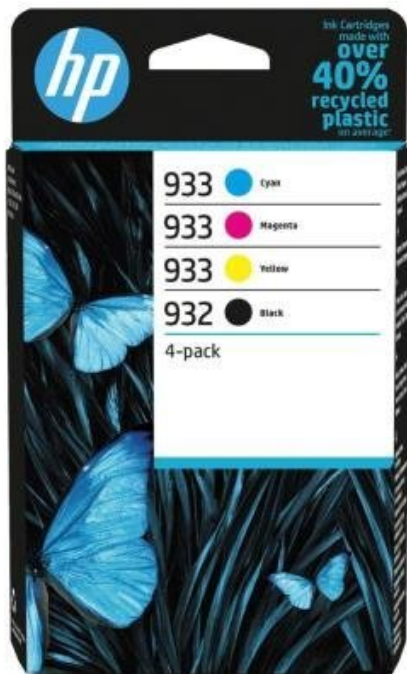 hp
Ink Cartridges
made with
over
40%
recycled
plastic
on average¹
933 Cyan
933 Magenta
933 Yellow
932 Black
4-pack